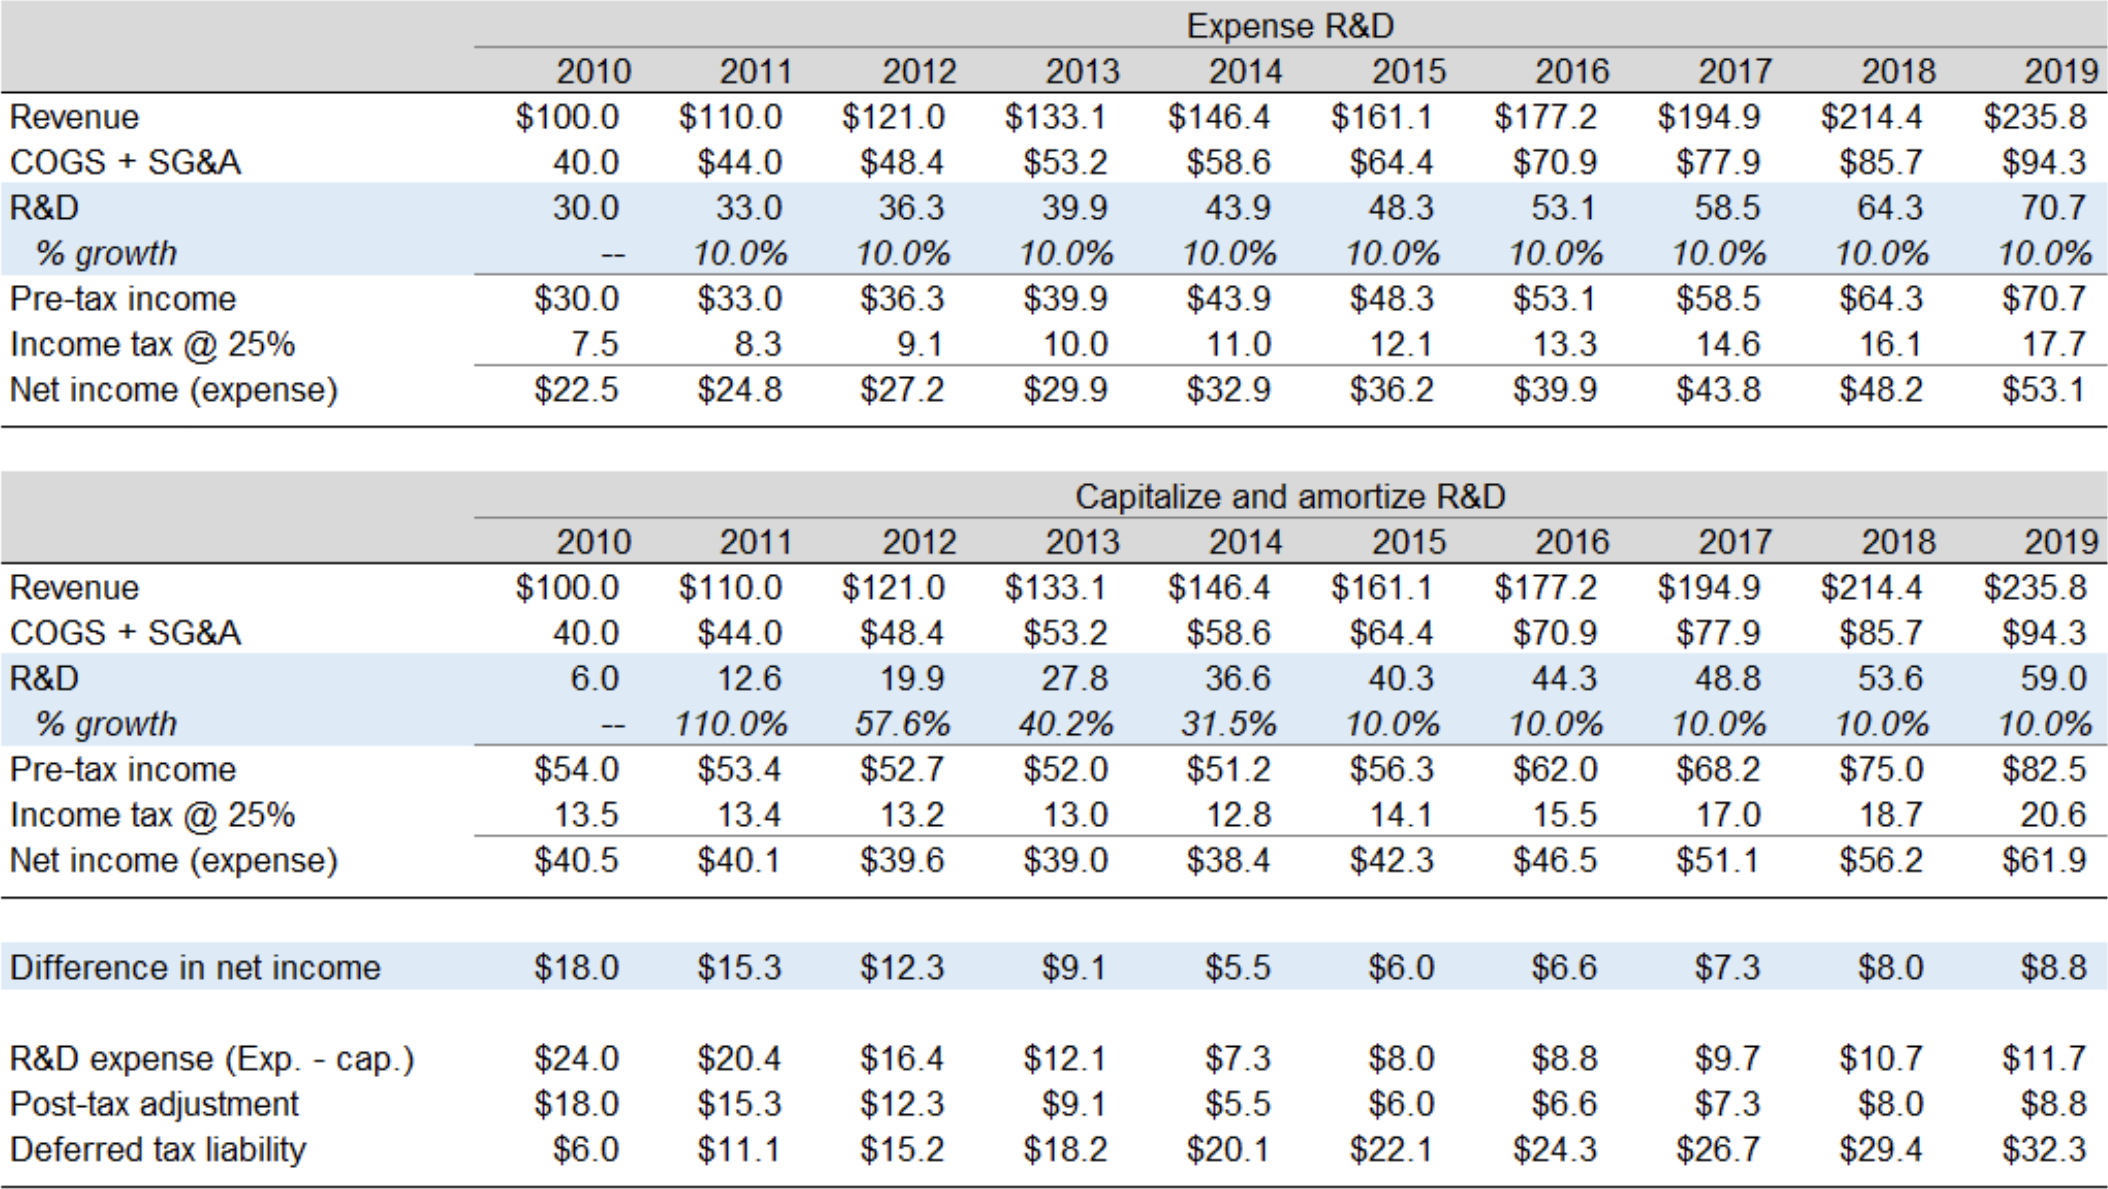 Expense R&D
2010 2011 2012 2013 2014 2015 2016 2017 2018 2019
Revenue $100.0 $110.0 $121.0 $133.1 $146.4 $161.1 $177.2 $194.9 $214.4 $235.8
COGS + SG&A 40.0 $44.0 $48.4 $53.2 $58.6 $64.4 $70.9 $77.9 $85.7 $94.3
R&D 30.0 33.0 36.3 39.9 43.9 48.3 53.1 58.5 64.3 70.7
% growth -- 10.0% 10.0% 10.0% 10.0% 10.0% 10.0% 10.0% 10.0% 10.0%
Pre-tax income $30.0 $33.0 $36.3 $39.9 $43.9 $48.3 $53.1 $58.5 $64.3 $70.7
Income tax @ 25% 7.5 8.3 9.1 10.0 11.0 12.1 13.3 14.6 16.1 17.7
Net income (expense) $22.5 $24.8 $27.2 $29.9 $32.9 $36.2 $39.9 $43.8 $48.2 $53.1
Capitalize and amortize R&D
2010 2011 2012 2013 2014 2015 2016 2017 2018 2019
Revenue $100.0 $110.0 $121.0 $133.1 $146.4 $161.1 $177.2 $194.9 $214.4 $235.8
COGS + SG&A 40.0 $44.0 $48.4 $53.2 $58.6 $64.4 $70.9 $77.9 $85.7 $94.3
R&D 6.0 12.6 19.9 27.8 36.6 40.3 44.3 48.8 53.6 59.0
% growth -- 110.0% 57.6% 40.2% 31.5% 10.0% 10.0% 10.0% 10.0% 10.0%
Pre-tax income $54.0 $53.4 $52.7 $52.0 $51.2 $56.3 $62.0 $68.2 $75.0 $82.5
Income tax @ 25% 13.5 13.4 13.2 13.0 12.8 14.1 15.5 17.0 18.7 20.6
Net income (expense) $40.5 $40.1 $39.6 $39.0 $38.4 $42.3 $46.5 $51.1 $56.2 $61.9
Difference in net income $18.0 $15.3 $12.3 $9.1 $5.5 $6.0 $6.6 $7.3 $8.0 $8.8
R&D expense (Exp. - cap.) $24.0 $20.4 $16.4 $12.1 $7.3 $8.0 $8.8 $9.7 $10.7 $11.7
Post-tax adjustment $18.0 $15.3 $12.3 $9.1 $5.5 $6.0 $6.6 $7.3 $8.0 $8.8
Deferred tax liability $6.0 $11.1 $15.2 $18.2 $20.1 $22.1 $24.3 $26.7 $29.4 $32.3